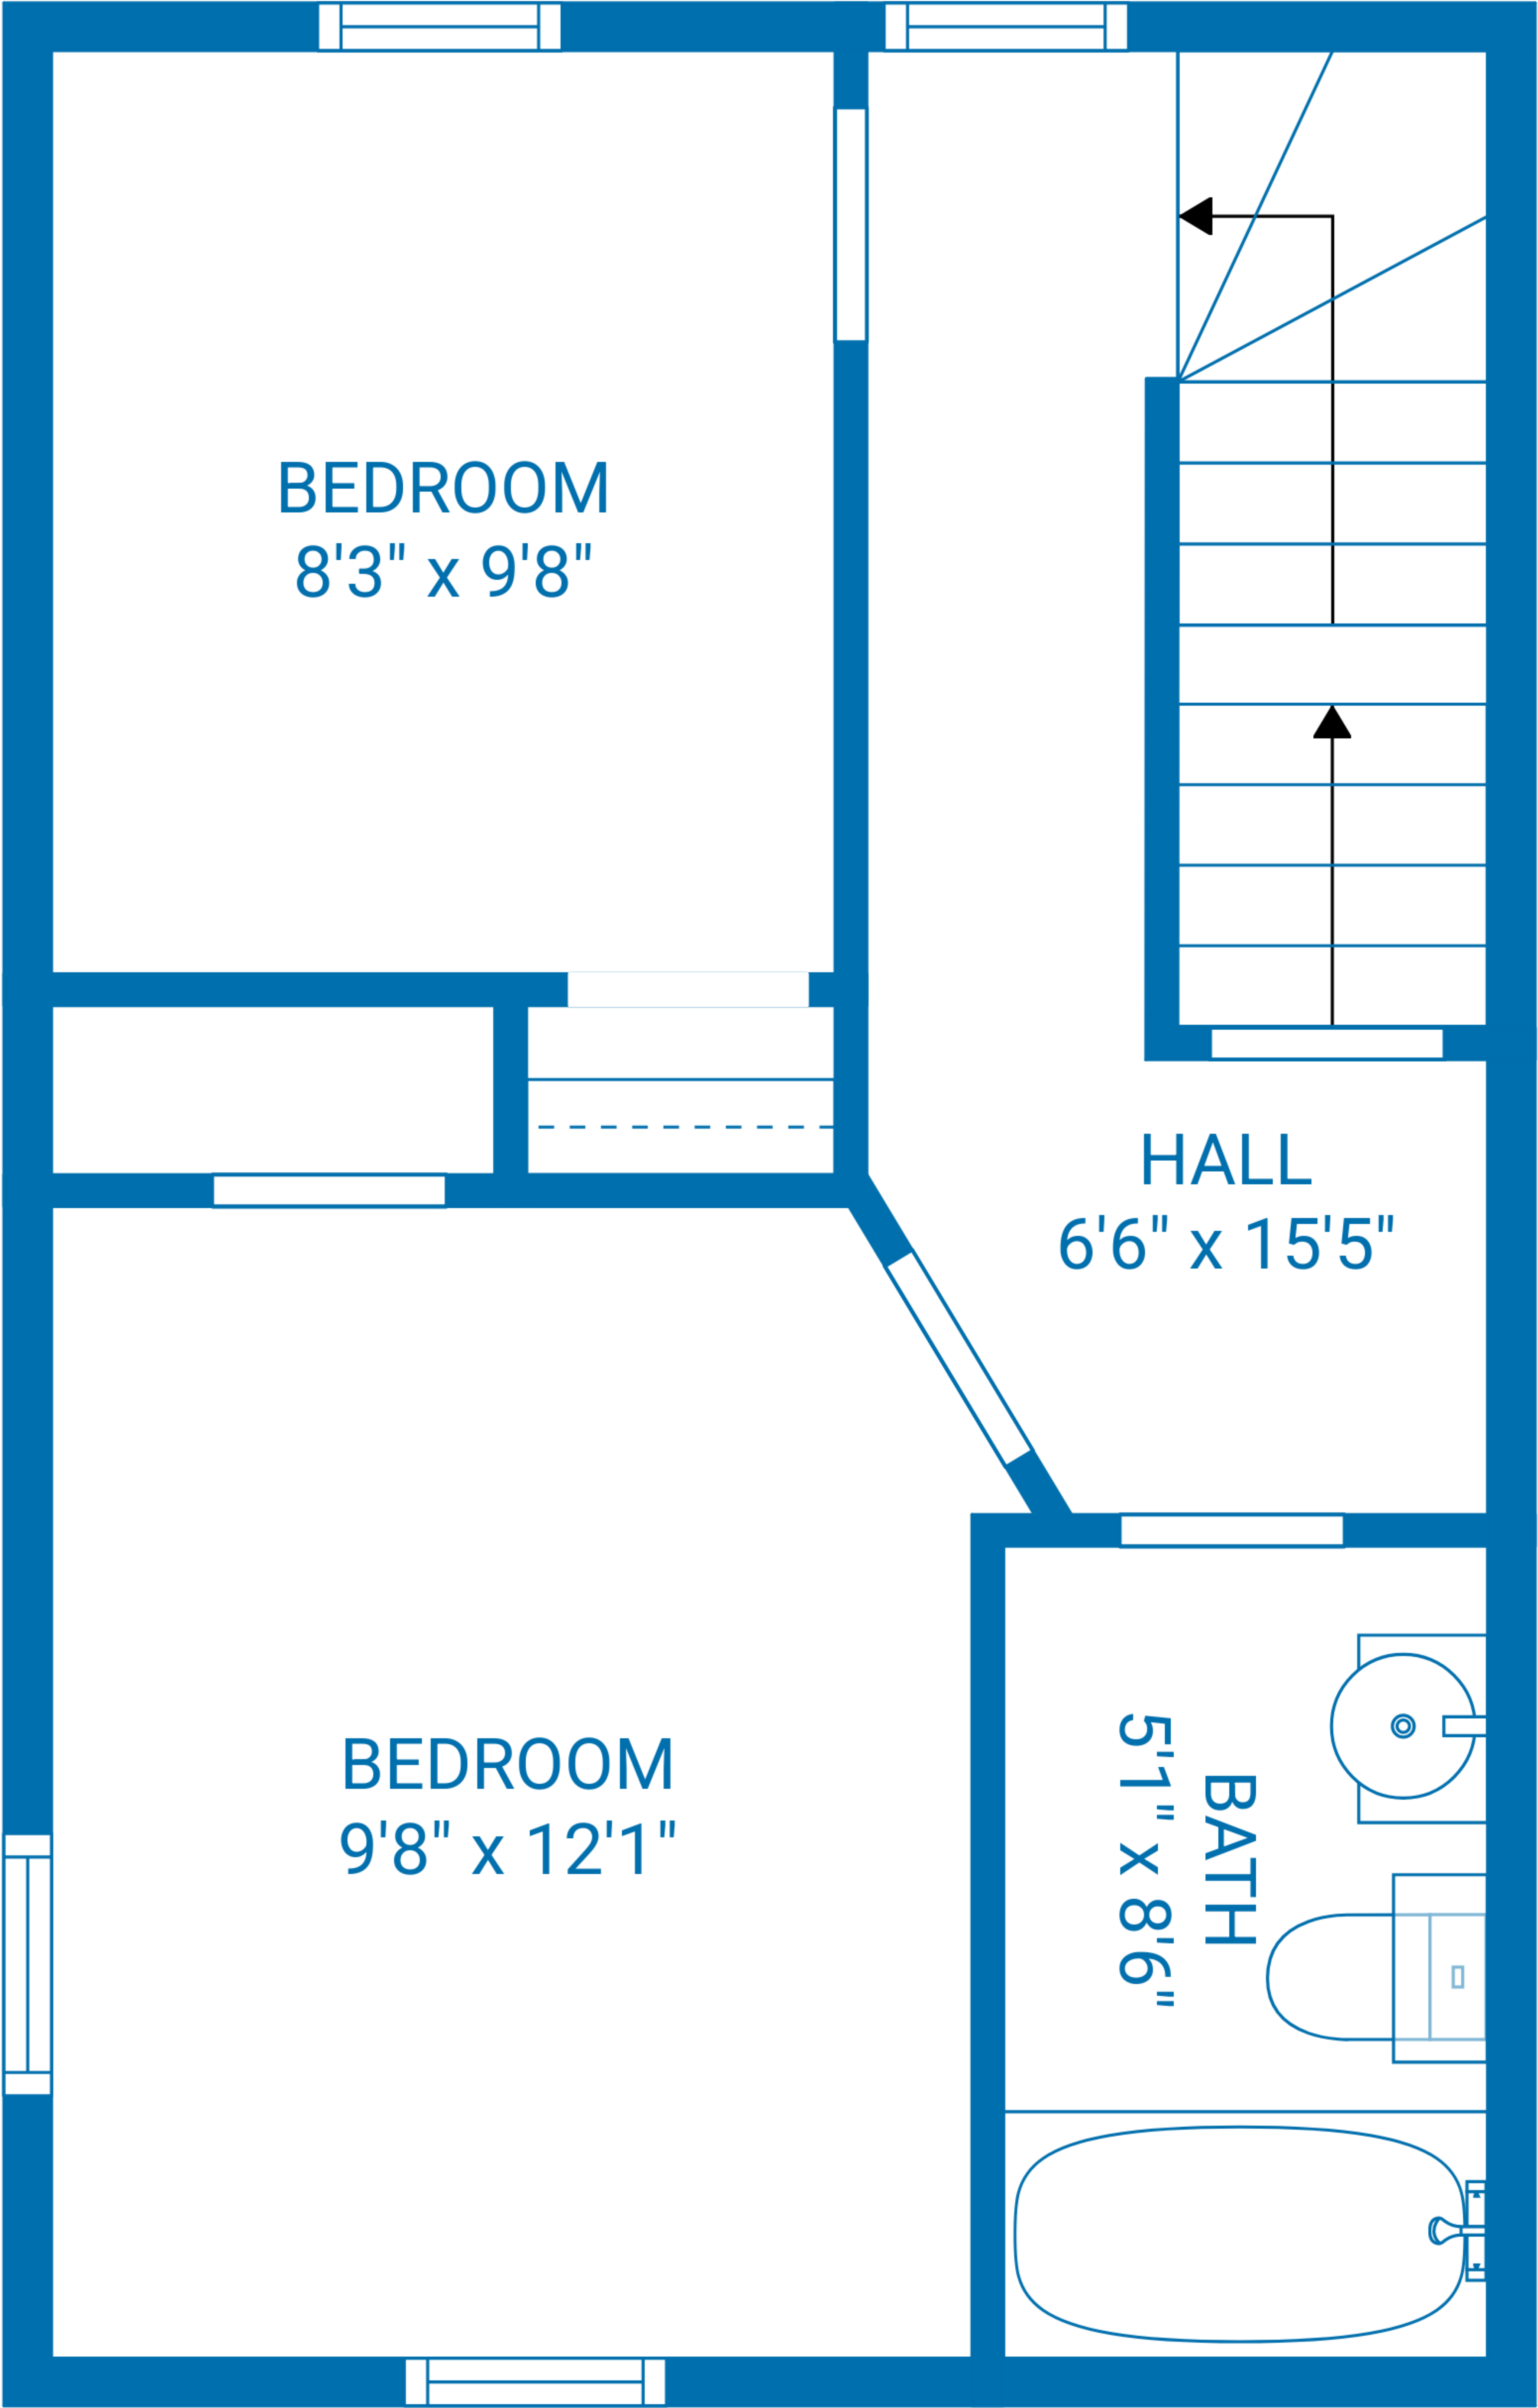 BEDROOM
8'3" x 9'8"
HALL
6'6" x 15'5"
BEDROOM
9'8" x 12'1"
BATH
5'1" x 8'6"